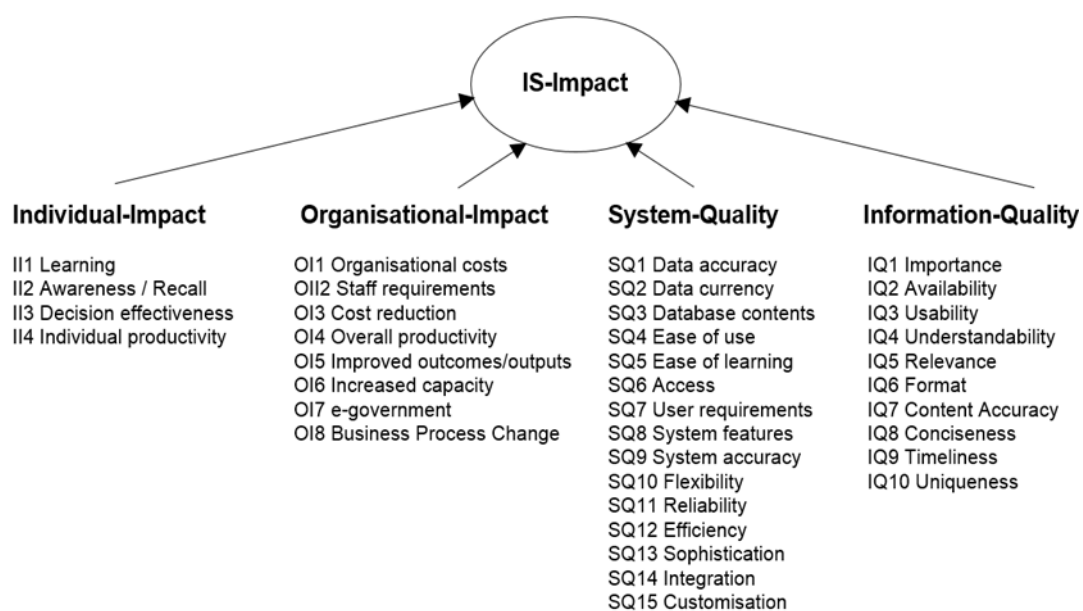 IS-Impact
Individual-Impact
II1 Learning
II2 Awareness / Recall
II3 Decision effectiveness
II4 Individual productivity
Organisational-Impact
OI1 Organisational costs
OII2 Staff requirements
OI3 Cost reduction
OI4 Overall productivity
OI5 Improved outcomes/outputs
OI6 Increased capacity
OI7 e-government
OI8 Business Process Change
System-Quality
SQ1 Data accuracy
SQ2 Data currency
SQ3 Database contents
SQ4 Ease of use
SQ5 Ease of learning
SQ6 Access
SQ7 User requirements
SQ8 System features
SQ9 System accuracy
SQ10 Flexibility
SQ11 Reliability
SQ12 Efficiency
SQ13 Sophistication
SQ14 Integration
SQ15 Customisation
Information-Quality
IQ1 Importance
IQ2 Availability
IQ3 Usability
IQ4 Understandability
IQ5 Relevance
IQ6 Format
IQ7 Content Accuracy
IQ8 Conciseness
IQ9 Timeliness
IQ10 Uniqueness